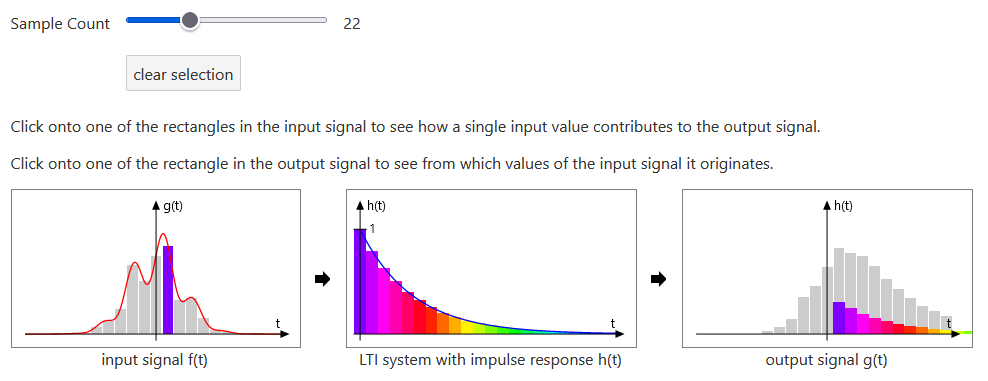 Sample Count 22
clear selection
Click onto one of the rectangles in the input signal to see how a single input value contributes to the output signal.
Click onto one of the rectangle in the output signal to see from which values of the input signal it originates.
g(t) h(t) h(t)
1
t t t
input signal f(t) LTI system with impulse response h(t) output signal g(t)